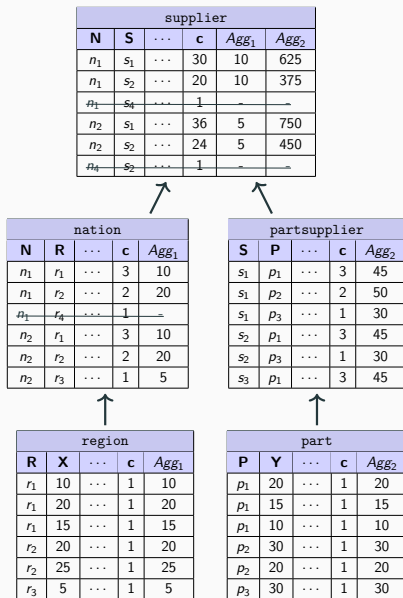 supplier
N S ··· c Agg₁ Agg₂
n₁ s₁ ··· 30 10 625
n₁ s₂ ··· 20 10 375
n₁ s₄ ··· 1 - -
n₂ s₁ ··· 36 5 750
n₂ s₂ ··· 24 5 450
n₄ s₂ ··· 1 - -
nation
N R ··· c Agg₁
n₁ r₁ ··· 3 10
n₁ r₂ ··· 2 20
n₁ r₄ ··· 1 -
n₂ r₁ ··· 3 10
n₂ r₂ ··· 2 20
n₂ r₃ ··· 1 5
partsupplier
S P ··· c Agg₂
s₁ p₁ ··· 3 45
s₁ p₂ ··· 2 50
s₁ p₃ ··· 1 30
s₂ p₁ ··· 3 45
s₂ p₃ ··· 1 30
s₃ p₁ ··· 3 45
region
R X ··· c Agg₁
r₁ 10 ··· 1 10
r₁ 20 ··· 1 20
r₁ 15 ··· 1 15
r₂ 20 ··· 1 20
r₂ 25 ··· 1 25
r₃ 5 ··· 1 5
part
P Y ··· c Agg₂
p₁ 20 ··· 1 20
p₁ 15 ··· 1 15
p₁ 10 ··· 1 10
p₂ 30 ··· 1 30
p₂ 20 ··· 1 20
p₃ 30 ··· 1 30